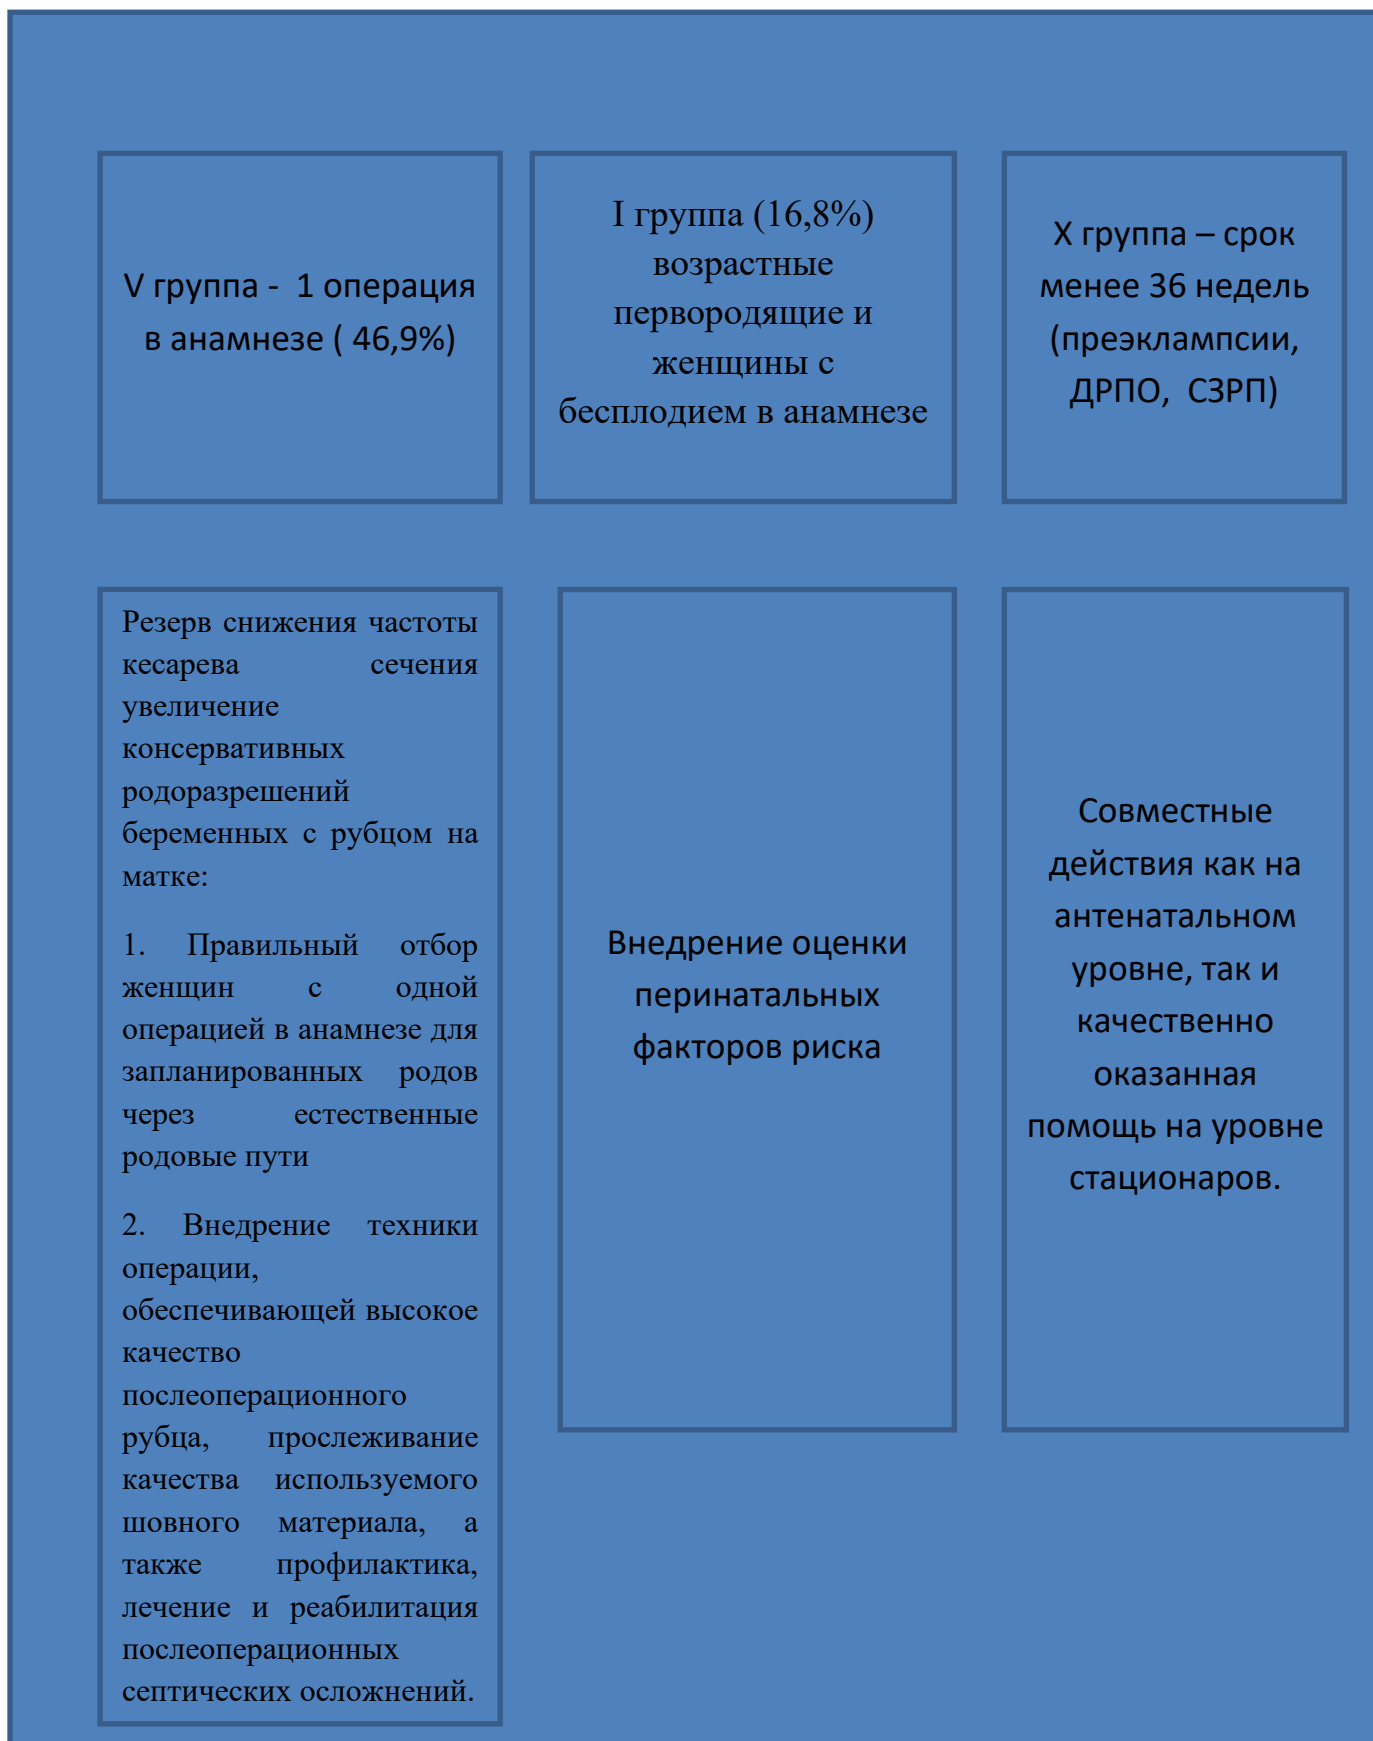 V группа - 1 операция
в анамнезе ( 46,9%)
I группа (16,8%)
возрастные
первородящие и
женщины с
бесплодием в анамнезе
X группа – срок
менее 36 недель
(преэклампсии,
ДРПО, СЗРП)
Резерв снижения частоты
кесарева сечения
увеличение
консервативных
родоразрешений
беременных с рубцом на
матке:
1. Правильный отбор
женщин с одной
операцией в анамнезе для
запланированных родов
через естественные
родовые пути
2. Внедрение техники
операции,
обеспечивающей высокое
качество
послеоперационного
рубца, прослеживание
качества используемого
шовного материала, а
также профилактика,
лечение и реабилитация
послеоперационных
септических осложнений.
Внедрение оценки
перинатальных
факторов риска
Совместные
действия как на
антенатальном
уровне, так и
качественно
оказанная
помощь на уровне
стационаров.